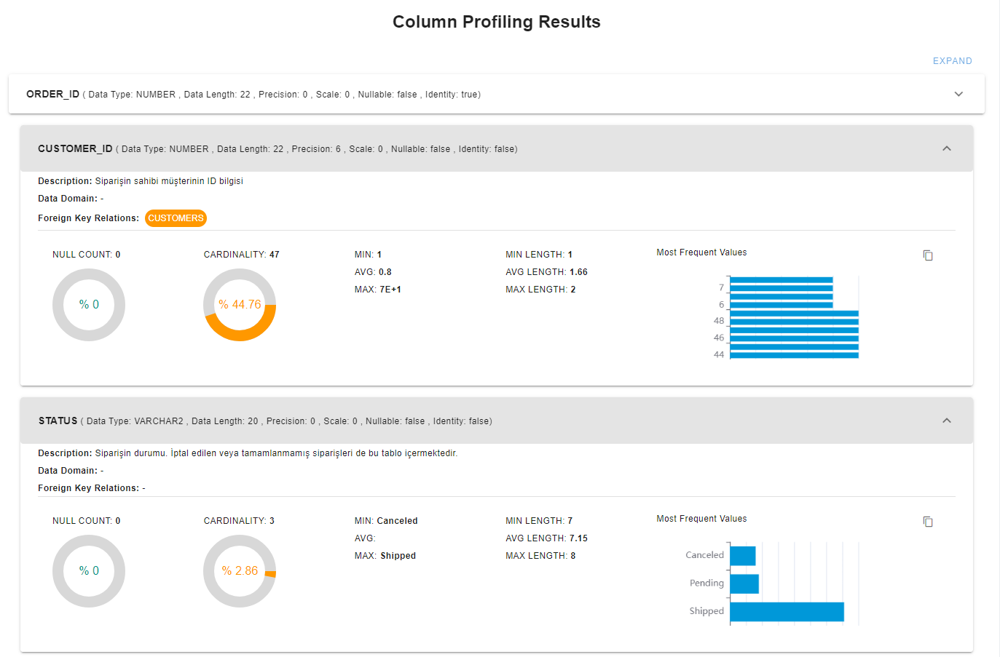 Column Profiling Results
EXPAND
ORDER_ID ( Data Type: NUMBER , Data Length: 22 , Precision: 0 , Scale: 0 , Nullable: false , Identity: true)
CUSTOMER_ID ( Data Type: NUMBER , Data Length: 22 , Precision: 6 , Scale: 0 , Nullable: false , Identity: false)
Description: Siparişin sahibi müşterinin ID bilgisi
Data Domain: -
Foreign Key Relations: CUSTOMERS
NULL COUNT: 0
% 0
CARDINALITY: 47
% 44.76
MIN: 1
AVG: 0.8
MAX: 7E+1
MIN LENGTH: 1
AVG LENGTH: 1.66
MAX LENGTH: 2
Most Frequent Values
7
6
48
46
44
STATUS ( Data Type: VARCHAR2 , Data Length: 20 , Precision: 0 , Scale: 0 , Nullable: false , Identity: false)
Description: Siparişin durumu. İptal edilen veya tamamlanmamış siparişleri de bu tablo içermektedir.
Data Domain: -
Foreign Key Relations: -
NULL COUNT: 0
% 0
CARDINALITY: 3
% 2.86
MIN: Canceled
AVG:
MAX: Shipped
MIN LENGTH: 7
AVG LENGTH: 7.15
MAX LENGTH: 8
Most Frequent Values
Canceled
Pending
Shipped